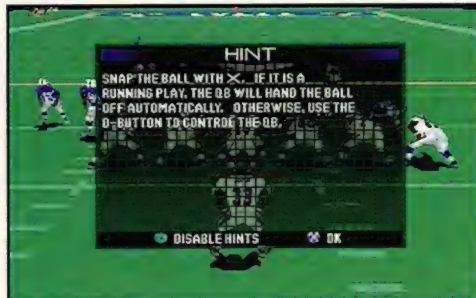 HINT
SNAP THE BALL WITH X. IF IT IS A
RUNNING PLAY, THE QB WILL HAND THE BALL
OFF AUTOMATICALLY. OTHERWISE, USE THE
D-BUTTON TO CONTROL THE QB.
DISABLE HINTS
OK